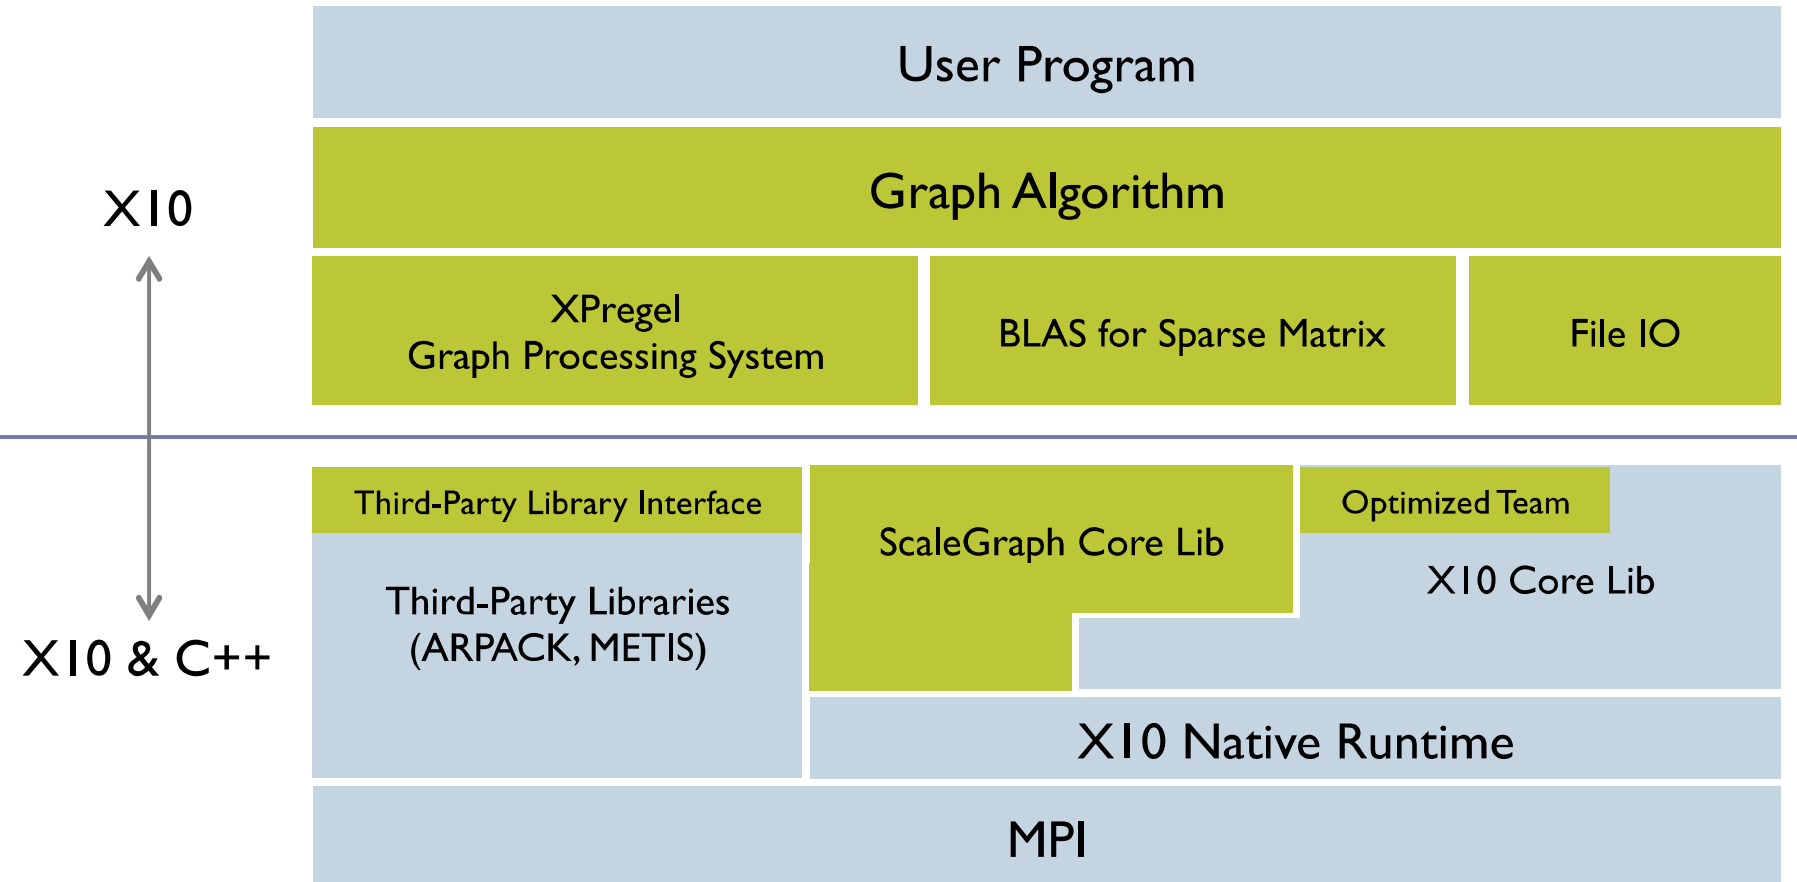 User Program
Graph Algorithm
X10
XPregel
Graph Processing System
BLAS for Sparse Matrix
File IO
Third-Party Library Interface
ScaleGraph Core Lib
Optimized Team
X10 Core Lib
Third-Party Libraries
(ARPACK, METIS)
X10 & C++
X10 Native Runtime
MPI